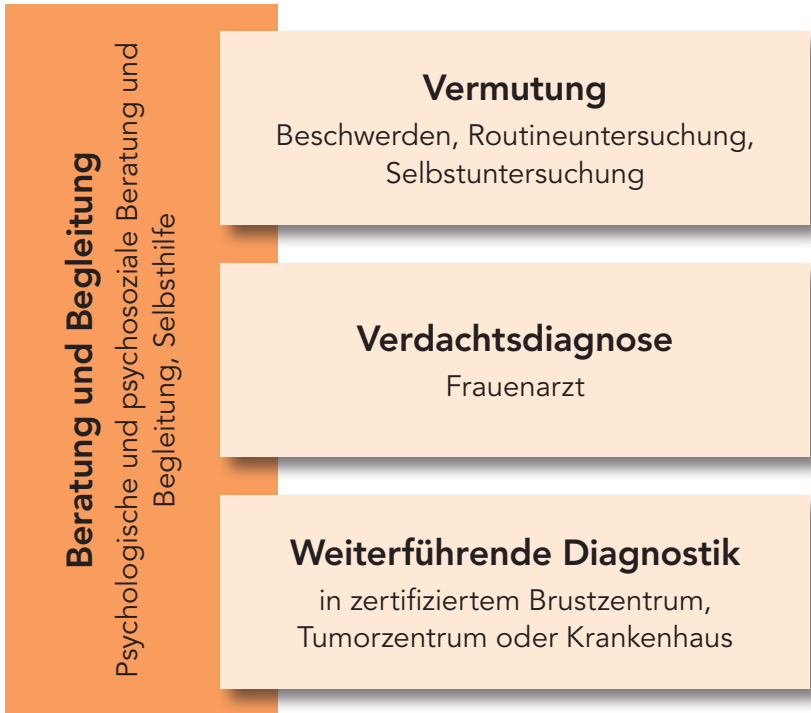 Beratung und Begleitung
Psychologische und psychosoziale Beratung und
Begleitung, Selbsthilfe
Vermutung
Beschwerden, Routineuntersuchung,
Selbstuntersuchung
Verdachtsdiagnose
Frauenarzt
Weiterführende Diagnostik
in zertifiziertem Brustzentrum,
Tumorzentrum oder Krankenhaus